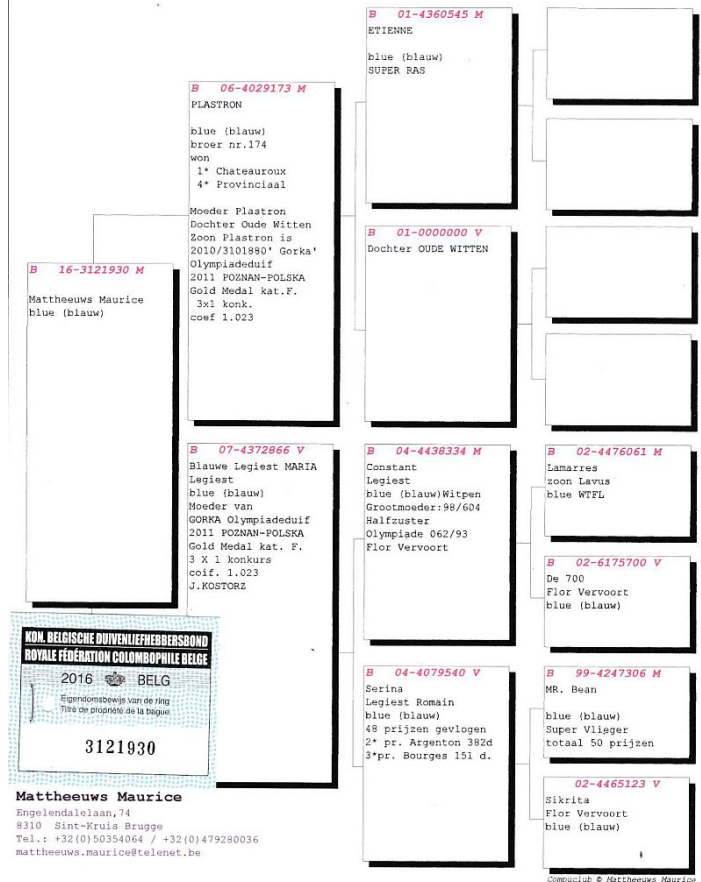 B 16-3121930 M
Mattheeuws Maurice
blue (blauw)
B 06-4029173 M
PLASTRON
blue (blauw)
broer nr.174
won
1* Chateauroux
4* Provinciaal
Moeder Plastron
Dochter Oude Witten
Zoon Plastron is
2010/3101880' Gorka'
Olympiadeduif
2011 POZNAN-POLSKA
Gold Medal kat.F.
3x1 konk.
coef 1.023
B 07-4372866 V
Blauwe Legiest MARIA
Legiest
blue (blauw)
Moeder van
GORKA Olympiadeduif
2011 POZNAN-POLSKA
Gold Medal kat. F.
3 X 1 konkurs
coif. 1.023
J.KOSTORZ
B 01-4360545 M
ETIENNE
blue (blauw)
SUPER RAS
B 01-0000000 V
Dochter OUDE WITTEN
B 04-4438334 M
Constant
Legiest
blue (blauw)Witpen
Grootmoeder:98/604
Halfzuster
Olympiade 062/93
Flor Vervoort
B 04-4079540 V
Serina
Legiest Romain
blue (blauw)
48 prijzen gevlogen
2* pr. Argenton 382d
3*pr. Bourges 151 d.
B 02-4476061 M
Lamarres
zoon Lavus
blue WTFL
B 02-6175700 V
De 700
Flor Vervoort
blue (blauw)
B 99-4247306 M
MR. Bean
blue (blauw)
Super Vlieger
totaal 50 prijzen
02-4465123 V
Sikrita
Flor Vervoort
blue (blauw)
KON. BELGISCHE DUIVENLIEFHEBBERSBOND
ROYALE FÉDÉRATION COLOMBOPHILE BELGE
2016 BELG
Eigendomsbewijs van de ring
Titre de propriété de la bague
3121930
Mattheeuws Maurice
Engelendalelaan,74
8310 Sint-Kruis Brugge
Tel.: +32(0)50354064 / +32(0)479280036
mattheeuws.maurice@telenet.be
Compuclub © Mattheeuws Maurice